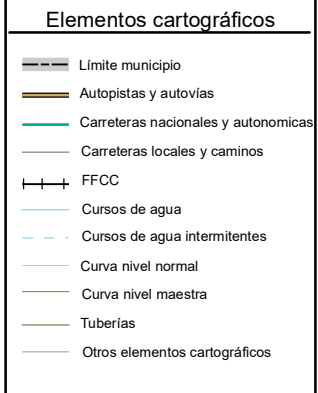 Elementos cartográficos
Límite municipio
Autopistas y autovías
Carreteras nacionales y autonomicas
Carreteras locales y caminos
FFCC
Cursos de agua
Cursos de agua intermitentes
Curva nivel normal
Curva nivel maestra
Tuberías
Otros elementos cartográficos